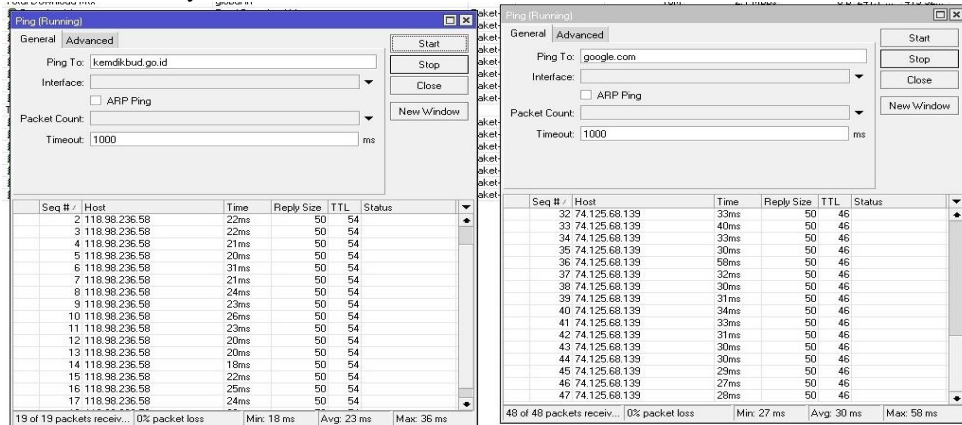 Ping (Running)
General Advanced
Ping To: kemdikbud.go.id
Interface:
ARP Ping
Packet Count:
Timeout: 1000 ms
Start
Stop
Close
New Window
Seq # Host Time Reply Size TTL Status
2 118.98.236.58 22ms 50 54
3 118.98.236.58 22ms 50 54
4 118.98.236.58 21ms 50 54
5 118.98.236.58 20ms 50 54
6 118.98.236.58 31ms 50 54
7 118.98.236.58 21ms 50 54
8 118.98.236.58 24ms 50 54
9 118.98.236.58 23ms 50 54
10 118.98.236.58 26ms 50 54
11 118.98.236.58 23ms 50 54
12 118.98.236.58 20ms 50 54
13 118.98.236.58 20ms 50 54
14 118.98.236.58 18ms 50 54
15 118.98.236.58 22ms 50 54
16 118.98.236.58 25ms 50 54
17 118.98.236.58 24ms 50 54
19 of 19 packets receiv... 0% packet loss Min: 18 ms Avg: 23 ms Max: 36 ms
Ping (Running)
General Advanced
Ping To: google.com
Interface:
ARP Ping
Packet Count:
Timeout: 1000 ms
Start
Stop
Close
New Window
Seq # Host Time Reply Size TTL Status
32 74.125.68.139 33ms 50 46
33 74.125.68.139 40ms 50 46
34 74.125.68.139 33ms 50 46
35 74.125.68.139 30ms 50 46
36 74.125.68.139 58ms 50 46
37 74.125.68.139 32ms 50 46
38 74.125.68.139 30ms 50 46
39 74.125.68.139 31ms 50 46
40 74.125.68.139 34ms 50 46
41 74.125.68.139 33ms 50 46
42 74.125.68.139 31ms 50 46
43 74.125.68.139 30ms 50 46
44 74.125.68.139 30ms 50 46
45 74.125.68.139 29ms 50 46
46 74.125.68.139 27ms 50 46
47 74.125.68.139 28ms 50 46
48 of 48 packets receiv... 0% packet loss Min: 27 ms Avg: 30 ms Max: 58 ms